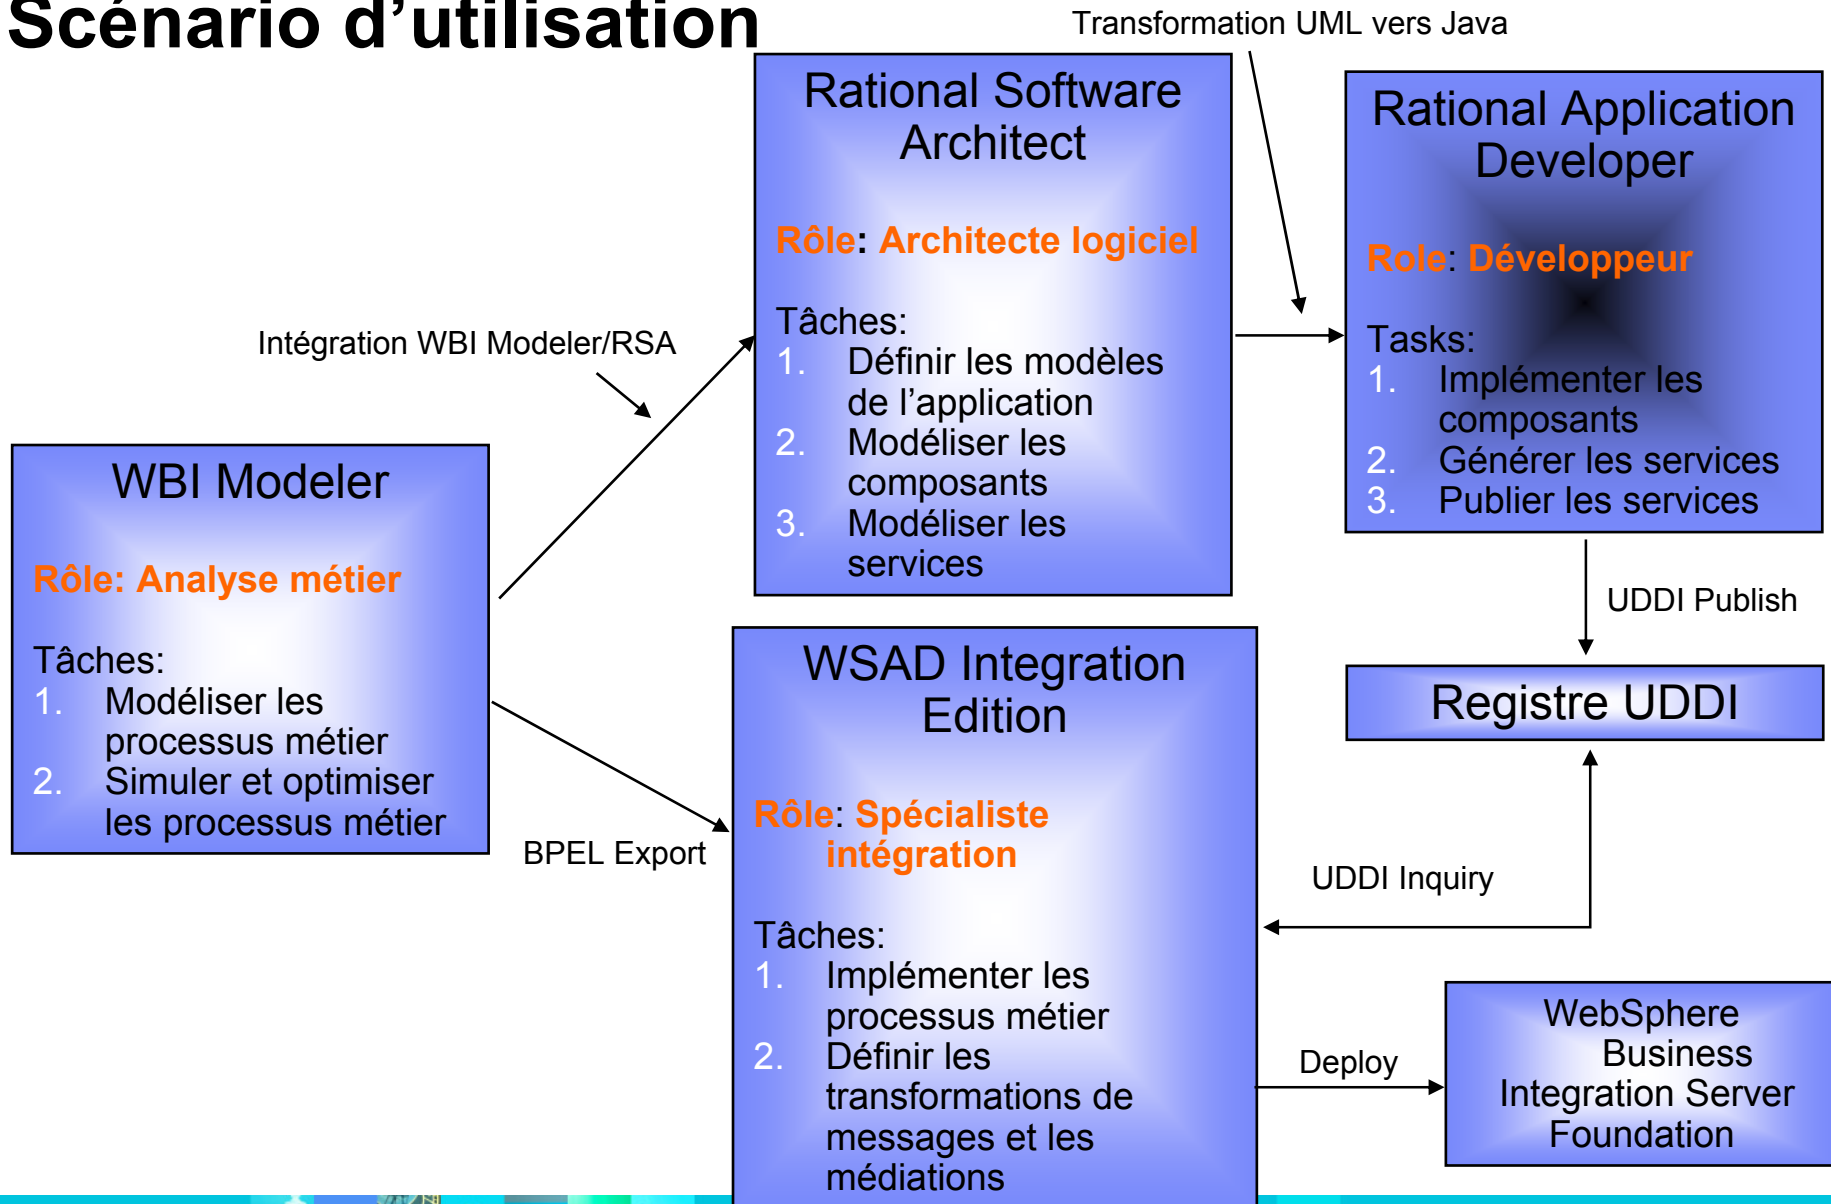 Scénario d’utilisation
Transformation UML vers Java
Rational Software
Architect
Rôle: Architecte logiciel
Tâches:
1. Définir les modèles
de l’application
2. Modéliser les
composants
3. Modéliser les
services
Rational Application
Developer
Role: Développeur
Tasks:
1. Implémenter les
composants
2. Générer les services
3. Publier les services
Intégration WBI Modeler/RSA
WBI Modeler
Rôle: Analyse métier
Tâches:
1. Modéliser les
processus métier
2. Simuler et optimiser
les processus métier
BPEL Export
WSAD Integration
Edition
Rôle: Spécialiste
intégration
Tâches:
1. Implémenter les
processus métier
2. Définir les
transformations de
messages et les
médiations
UDDI Publish
Registre UDDI
UDDI Inquiry
Deploy
WebSphere
Business
Integration Server
Foundation